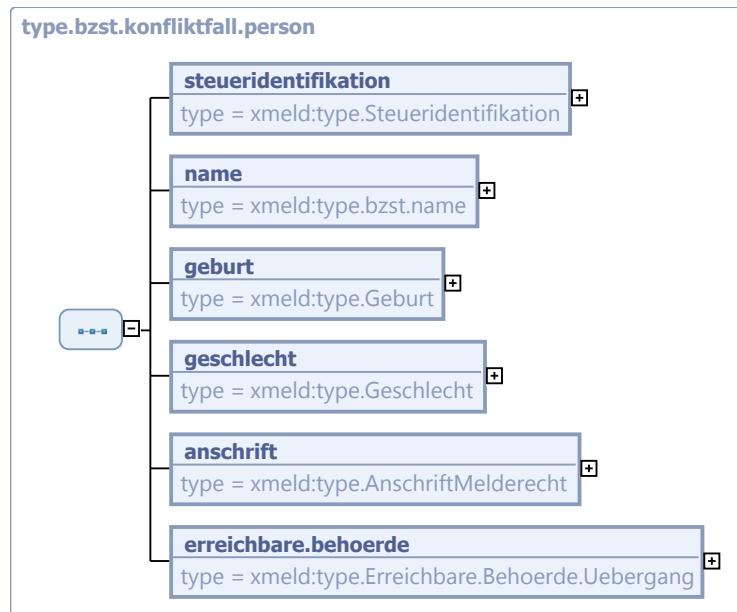 type.bzst.konfliktfall.person
steueridentifikation
type = xmeld:type.Steueridentifikation
name
type = xmeld:type.bzst.name
geburt
type = xmeld:type.Geburt
geschlecht
type = xmeld:type.Geschlecht
anschrift
type = xmeld:type.AnschriftMelderecht
erreichbare.behoerde
type = xmeld:type.Erreichbare.Behoerde.Uebergang